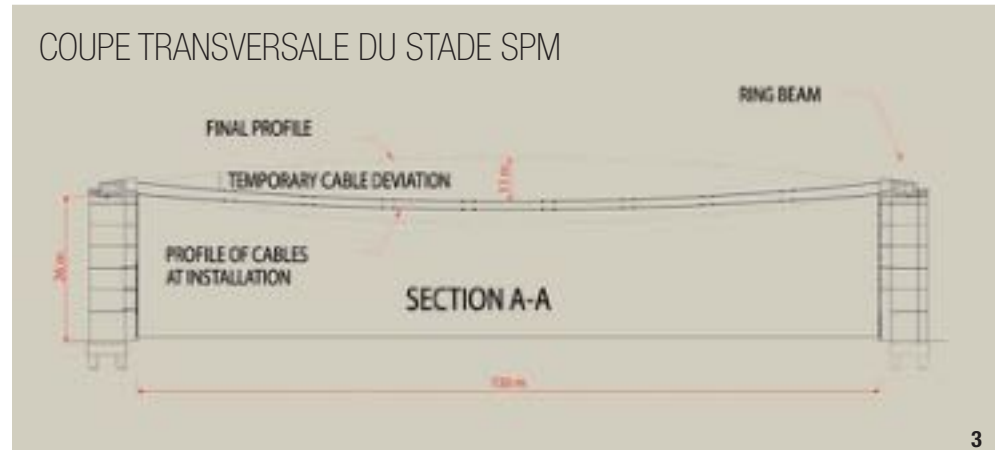 COUPE TRANSVERSALE DU STADE SPM
RING BEAM
FINAL PROFILE
TEMPORARY CABLE DEVIATION
PROFILE OF CABLES
AT INSTALLATION
SECTION A-A
3